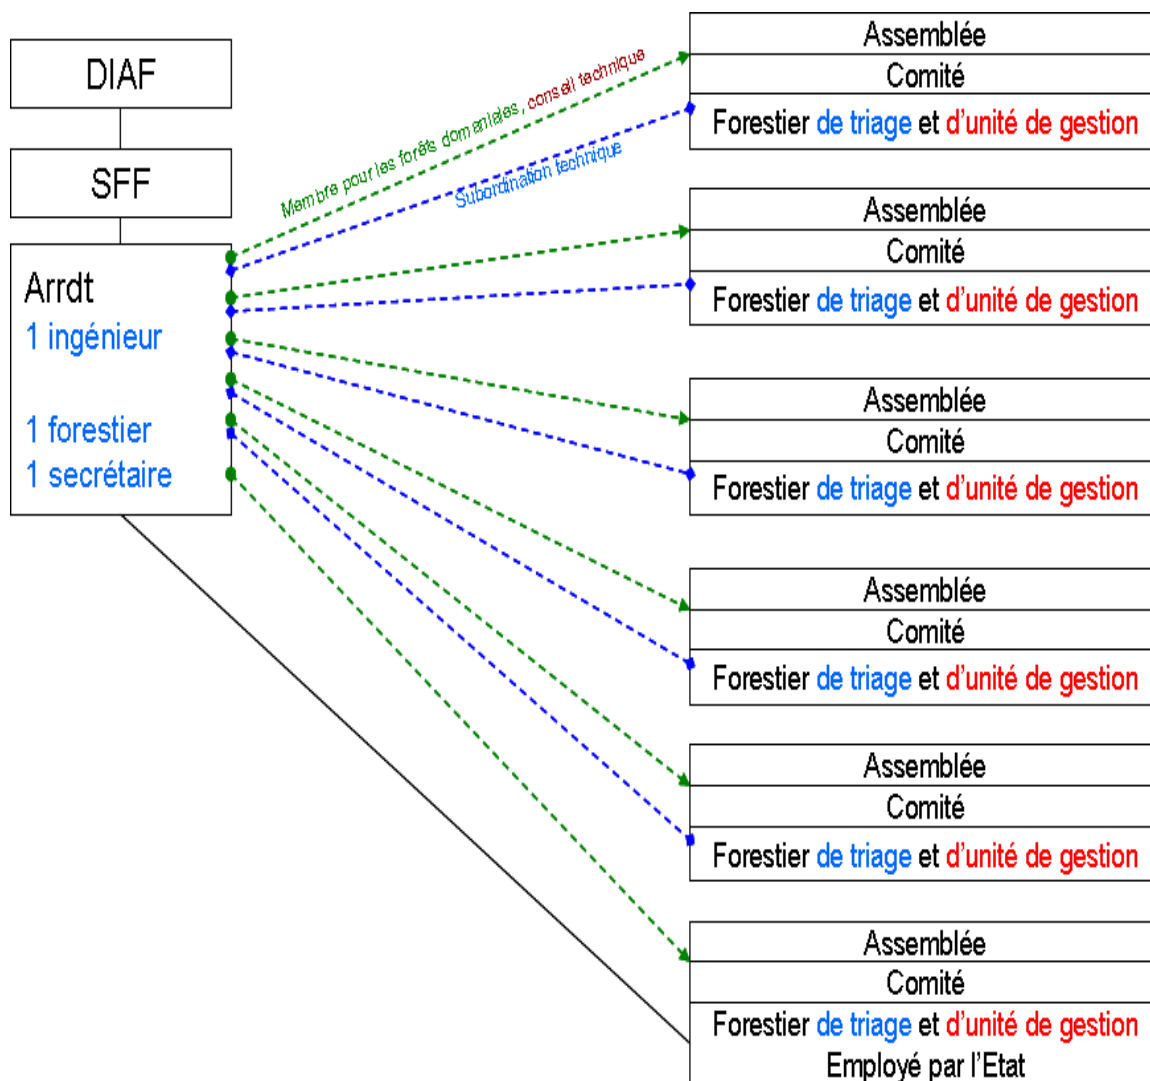 DIAF
SFF
Arrdt
1 ingénieur
1 forestier
1 secrétaire
Membre pour les forêts domaniales, conseil technique
Subordination technique
Assemblée
Comité
Forestier de triage et d'unité de gestion
Assemblée
Comité
Forestier de triage et d'unité de gestion
Assemblée
Comité
Forestier de triage et d'unité de gestion
Assemblée
Comité
Forestier de triage et d'unité de gestion
Assemblée
Comité
Forestier de triage et d'unité de gestion
Assemblée
Comité
Forestier de triage et d'unité de gestion
Employé par l'Etat